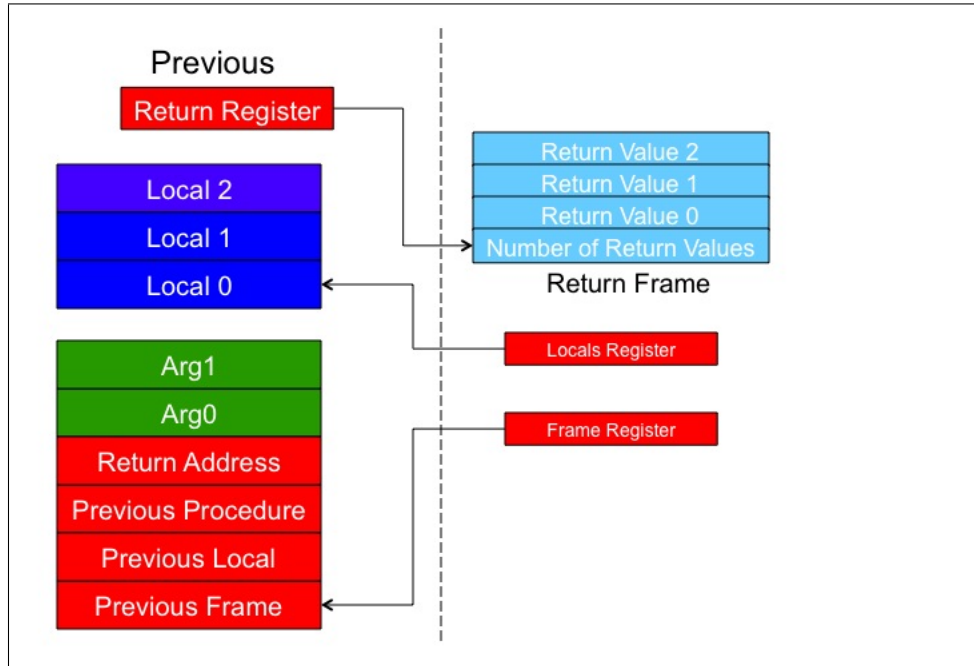 Previous
Return Register
Local 2
Local 1
Local 0
Arg1
Arg0
Return Address
Previous Procedure
Previous Local
Previous Frame
Return Value 2
Return Value 1
Return Value 0
Number of Return Values
Return Frame
Locals Register
Frame Register